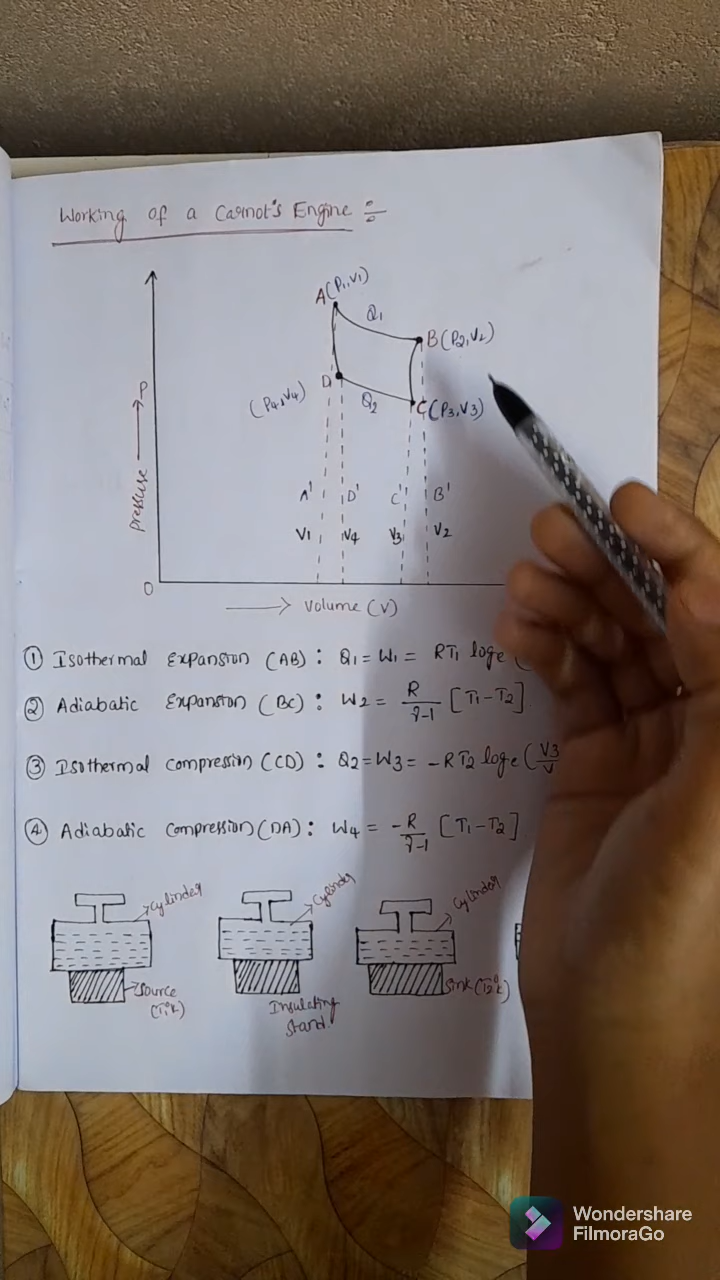 Working of a Carnot's Engine ÷
A(P1,V1)
Q1
B(P2,V2)
P
D
(P4,V4)
Q2
C(P3,V3)
Pressure
A' D' C' B'
V1 V4 V3 V2
O
Volume (V)
① Isothermal Expansion (AB) : Q1 = W1 = RT1 loge (
② Adiabatic Expansion (BC) : W2 = R/γ-1 [T1-T2]
③ Isothermal compression (CD) : Q2 = W3 = -RT2 loge (V3/V
④ Adiabatic Compression (DA) : W4 = -R/γ-1 [T1-T2]
Cylinder Cylinder Cylinder
Source (T1°K)
Insulating Stand.
Sink (T2°K)
Wondershare
FilmoraGo